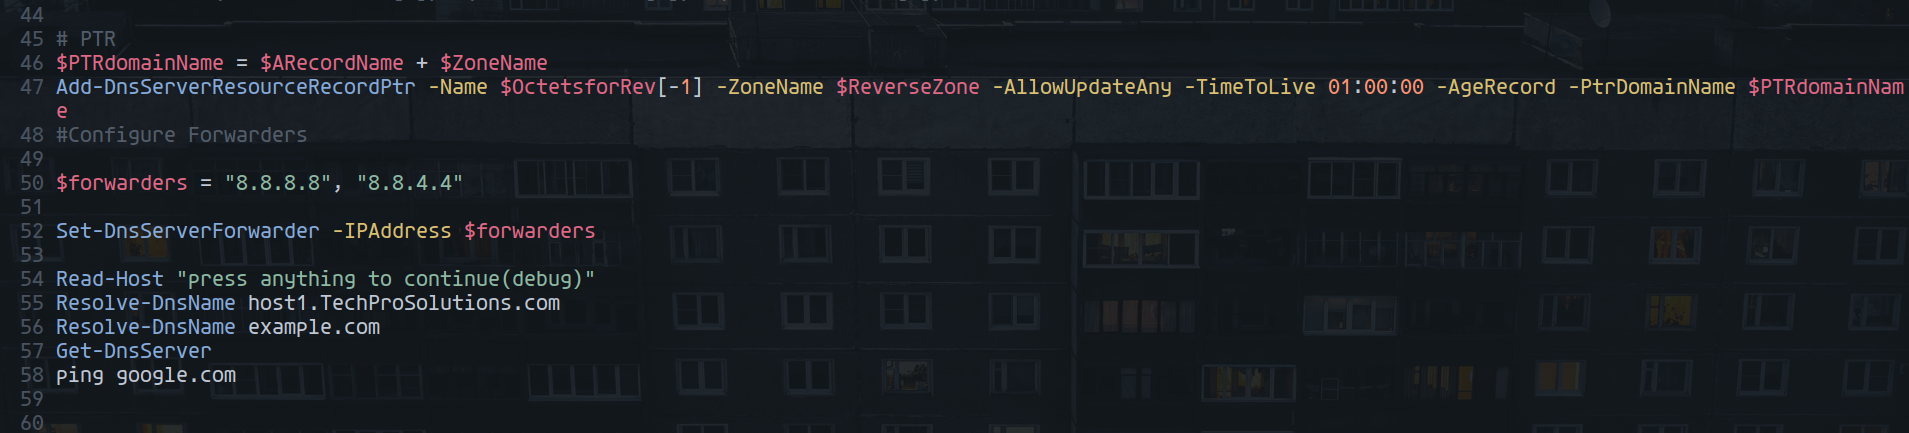 44
45 # PTR
46 $PTRdomainName = $ARecordName + $ZoneName
47 Add-DnsServerResourceRecordPtr -Name $OctetsforRev[-1] -ZoneName $ReverseZone -AllowUpdateAny -TimeToLive 01:00:00 -AgeRecord -PtrDomainName $PTRdomainNam
e
48 #Configure Forwarders
49
50 $forwarders = "8.8.8.8", "8.8.4.4"
51
52 Set-DnsServerForwarder -IPAddress $forwarders
53
54 Read-Host "press anything to continue(debug)"
55 Resolve-DnsName host1.TechProSolutions.com
56 Resolve-DnsName example.com
57 Get-DnsServer
58 ping google.com
59
60